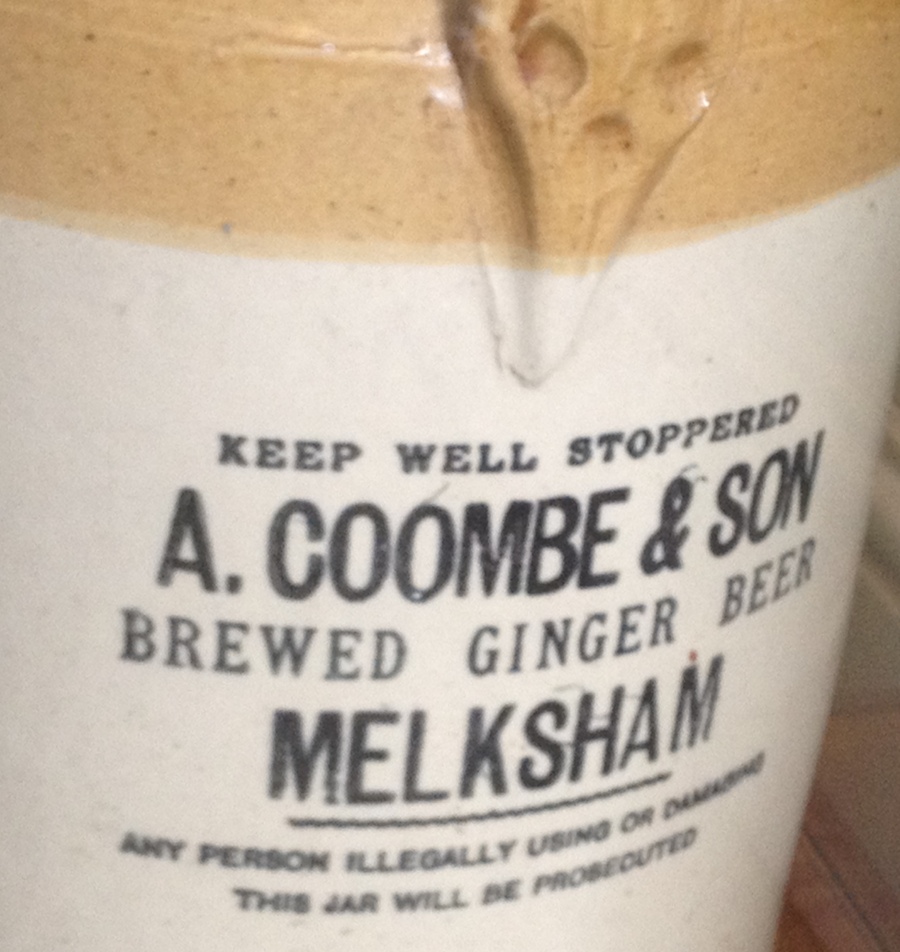 KEEP WELL STOPPERED
A. COOMBE & SON
BREWED GINGER BEER
MELKSHAM
ANY PERSON ILLEGALLY USING OR DAMAGING
THIS JAR WILL BE PROSECUTED